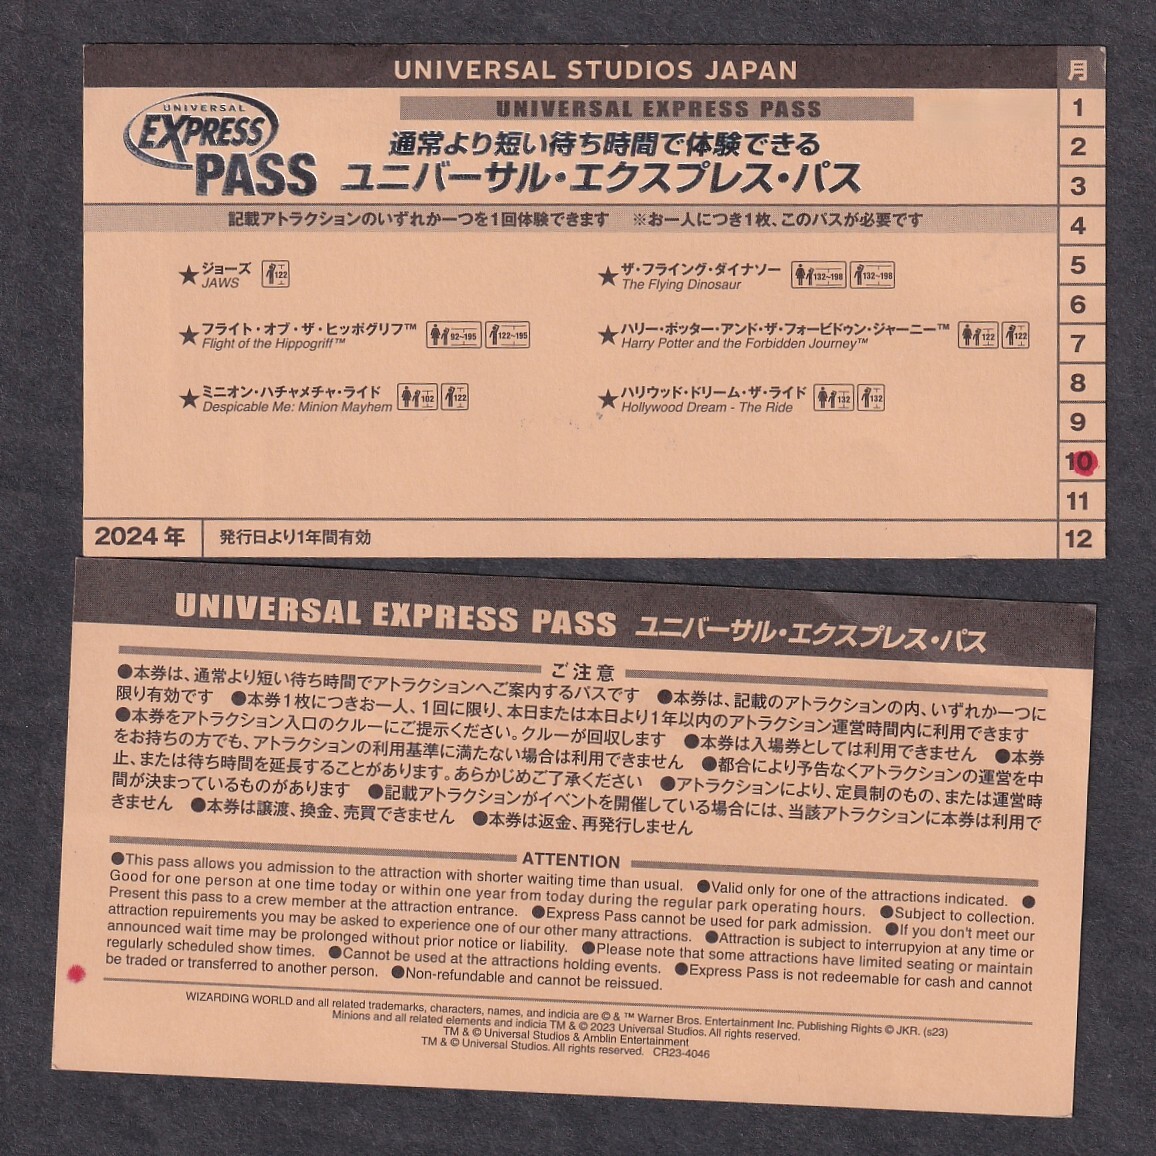 UNIVERSAL STUDIOS JAPAN
月
UNIVERSAL EXPRESS PASS
UNIVERSAL
EXPRESS
PASS
通常より短い待ち時間で体験できる
ユニバーサル・エクスプレス・パス
記載アトラクションのいずれか一つを1回体験できます ※お一人につき1枚、このパスが必要です
★ジョーズ 122
JAWS
★ザ・フライング・ダイナソー 132~198 132~198
The Flying Dinosaur
★フライト・オブ・ザ・ヒッポグリフ™ 92~195 122~195
Flight of the Hippogriff™
★ハリー・ポッター・アンド・ザ・フォービドゥン・ジャーニー™ 122 122
Harry Potter and the Forbidden Journey™
★ミニオン・ハチャメチャ・ライド 102 122
Despicable Me: Minion Mayhem
★ハリウッド・ドリーム・ザ・ライド 132 132
Hollywood Dream - The Ride
1
2
3
4
5
6
7
8
9
10
11
12
2024年 発行日より1年間有効
UNIVERSAL EXPRESS PASS ユニバーサル・エクスプレス・パス
ご注意
●本券は、通常より短い待ち時間でアトラクションへご案内するパスです ●本券は、記載のアトラクションの内、いずれか一つに
限り有効です ●本券1枚につきお一人、1回に限り、本日または本日より1年以内のアトラクション運営時間内に利用できます
●本券をアトラクション入口のクルーにご提示ください。クルーが回収します ●本券は入場券としては利用できません ●本券
をお持ちの方でも、アトラクションの利用基準に満たない場合は利用できません ●都合により予告なくアトラクションの運営を中
止、または待ち時間を延長することがあります。あらかじめご了承ください ●アトラクションにより、定員制のもの、または運営時
間が決まっているものがあります ●記載アトラクションがイベントを開催している場合には、当該アトラクションに本券は利用で
きません ●本券は譲渡、換金、売買できません ●本券は返金、再発行しません
ATTENTION
●This pass allows you admission to the attraction with shorter waiting time than usual. ●Valid only for one of the attractions indicated. ●
Good for one person at one time today or within one year from today during the regular park operating hours. ●Subject to collection.
Present this pass to a crew member at the attraction entrance. ●Express Pass cannot be used for park admission. ●If you don't meet our
attraction repuirements you may be asked to experience one of our other many attractions. ●Attraction is subject to interrupyion at any time or
announced wait time may be prolonged without prior notice or liability. ●Please note that some attractions have limited seating or maintain
regularly scheduled show times. ●Cannot be used at the attractions holding events. ●Express Pass is not redeemable for cash and cannot
be traded or transferred to another person. ●Non-refundable and cannot be reissued.
WIZARDING WORLD and all related trademarks, characters, names, and indicia are © & ™ Warner Bros. Entertainment Inc. Publishing Rights © JKR. (s23)
Minions and all related elements and indicia TM & © 2023 Universal Studios. All rights reserved.
TM & © Universal Studios & Amblin Entertainment
TM & © Universal Studios. All rights reserved. CR23-4046